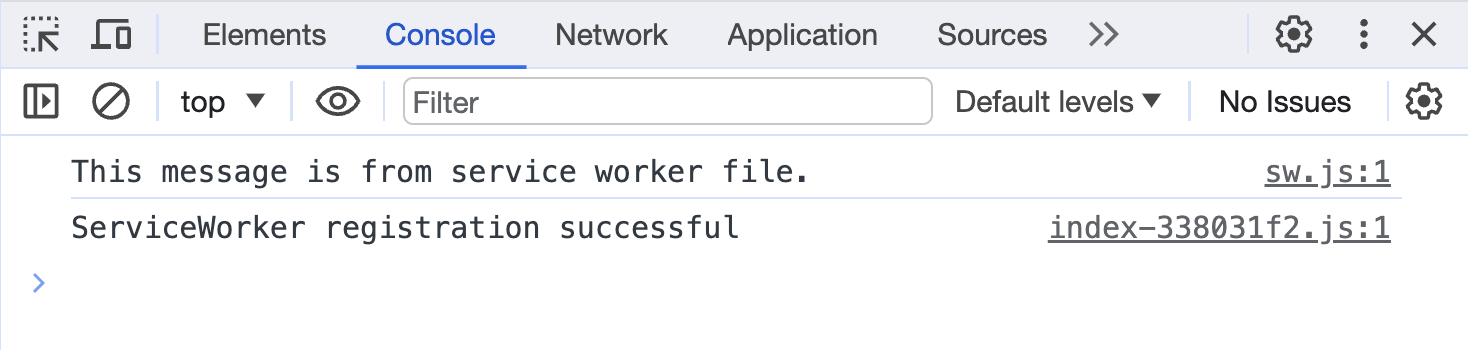 Elements Console Network Application Sources
top Filter Default levels No Issues
This message is from service worker file. sw.js:1
ServiceWorker registration successful index-338031f2.js:1